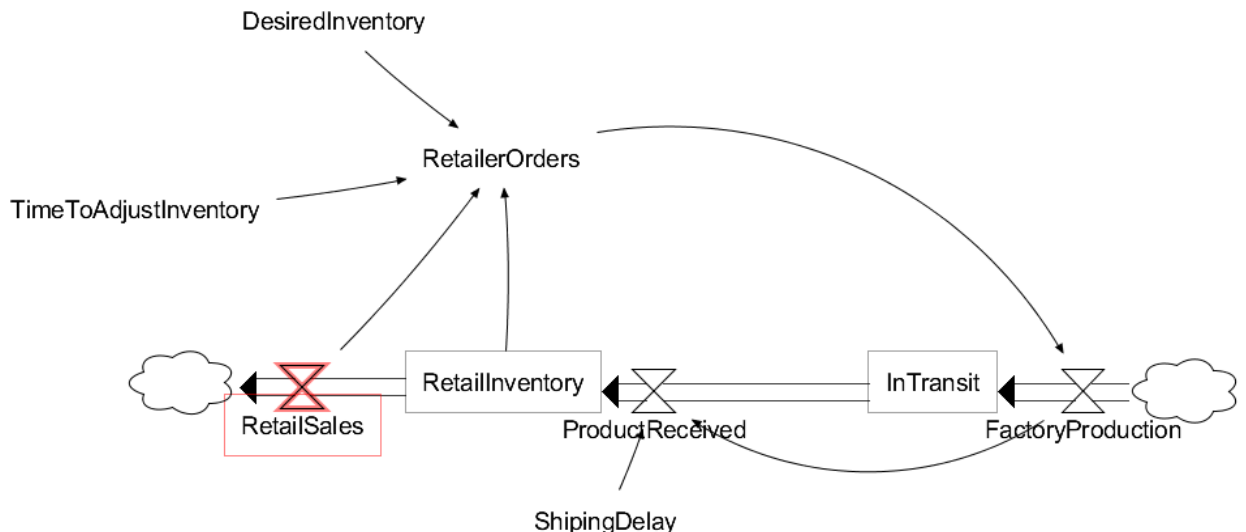 DesiredInventory
RetailerOrders
TimeToAdjustInventory
RetailInventory
InTransit
RetailSales
ProductReceived
FactoryProduction
ShipingDelay